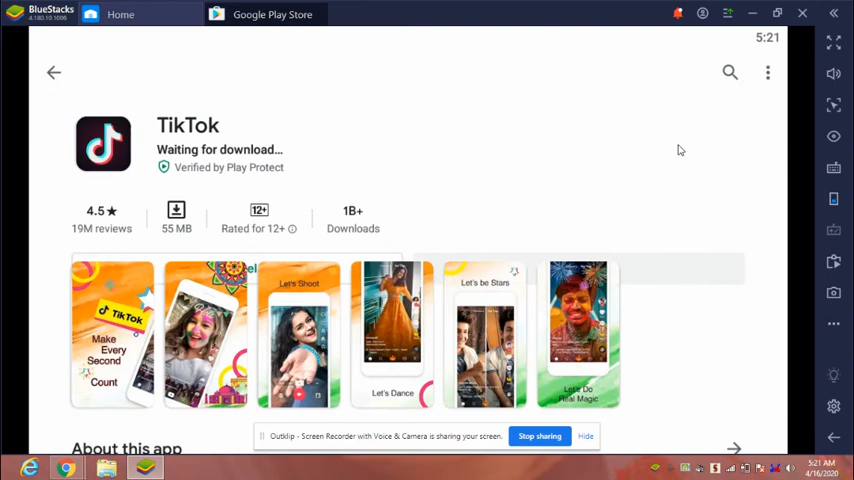 BlueStacks
4.180.10.1006
Home
Google Play Store
5:21
TikTok
Waiting for download...
Verified by Play Protect
4.5★
19M reviews
55 MB
12+
Rated for 12+
1B+
Downloads
el
TikTok
Make
Every
Second
Count
Let's Shoot
Let's Dance
Let's be Stars
Let's Do
Real Magic
About this app
Outklip - Screen Recorder with Voice & Camera is sharing your screen.
Stop sharing
Hide
5:21 AM
4/16/2020